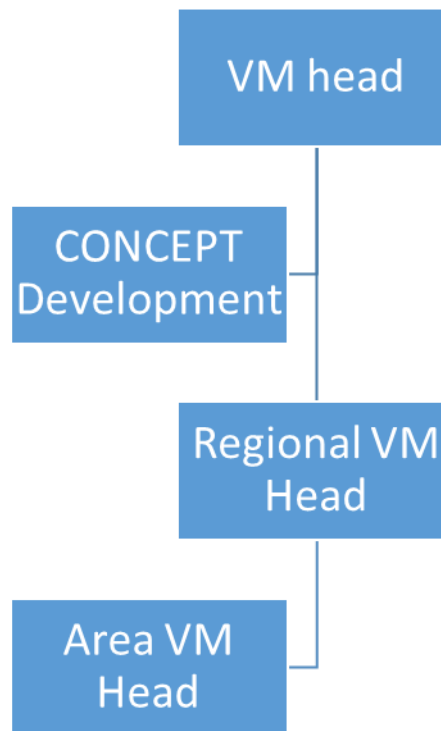 VM head
CONCEPT
Development
Regional VM
Head
Area VM
Head